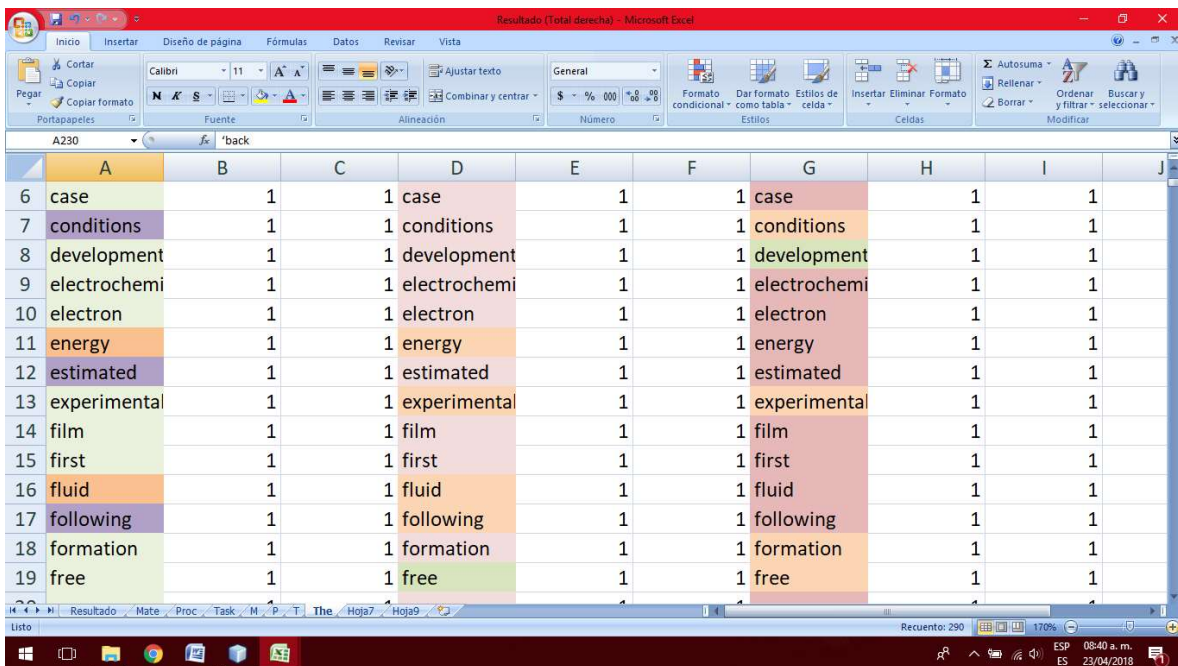 Resultado (Total derecha) - Microsoft Excel
Inicio Insertar Diseño de página Fórmulas Datos Revisar Vista
Pegar
Cortar
Copiar
Copiar formato
Portapapeles
Calibri 11
N K S
Fuente
Ajustar texto
Combinar y centrar
Alineación
General
$ % 000
Número
Formato condicional
Dar formato como tabla
Estilos de celda
Estilos
Insertar Eliminar Formato
Celdas
Σ Autosuma
Rellenar
Borrar
Ordenar y filtrar
Buscar y seleccionar
Modificar
A230 fx 'back
A B C D E F G H I J
6 case 1 1 case 1 1 case 1 1
7 conditions 1 1 conditions 1 1 conditions 1 1
8 development 1 1 development 1 1 development 1 1
9 electrochemi 1 1 electrochemi 1 1 electrochemi 1 1
10 electron 1 1 electron 1 1 electron 1 1
11 energy 1 1 energy 1 1 energy 1 1
12 estimated 1 1 estimated 1 1 estimated 1 1
13 experimental 1 1 experimental 1 1 experimental 1 1
14 film 1 1 film 1 1 film 1 1
15 first 1 1 first 1 1 first 1 1
16 fluid 1 1 fluid 1 1 fluid 1 1
17 following 1 1 following 1 1 following 1 1
18 formation 1 1 formation 1 1 formation 1 1
19 free 1 1 free 1 1 free 1 1
Resultado Mate Proc Task M P T The Hoja7 Hoja9
Listo Recuento: 290 170%
ESP 08:40 a. m.
ES 23/04/2018